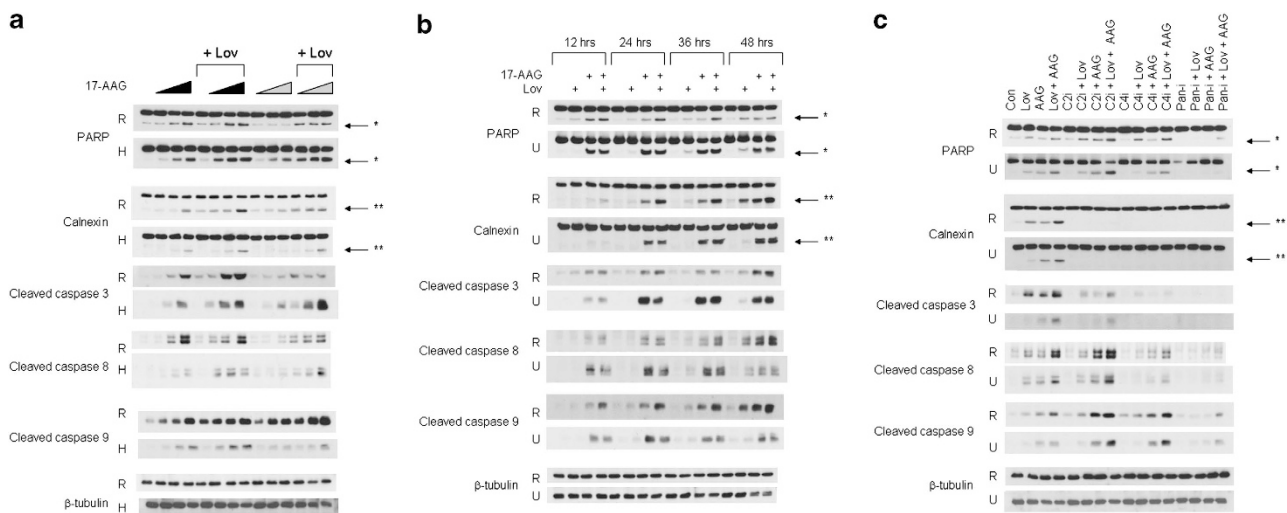 a
+ Lov
+ Lov
17-AAG
R
PARP
*
H
*
R
Calnexin
**
H
**
R
Cleaved caspase 3
H
R
Cleaved caspase 8
H
R
Cleaved caspase 9
H
R
β-tubulin
H
b
12 hrs 24 hrs 36 hrs 48 hrs
17-AAG + + + + + + + +
Lov + + + + + + + +
R
PARP
*
U
*
R
Calnexin
**
U
**
R
Cleaved caspase 3
U
R
Cleaved caspase 8
U
R
Cleaved caspase 9
U
R
β-tubulin
U
c
Con
Lov
AAG
Lov + AAG
C2i
C2i + Lov
C2i + AAG
C2i + Lov + AAG
C4i
C4i + Lov
C4i + AAG
C4i + Lov + AAG
Pan-i
Pan-i + Lov
Pan-i + AAG
Pan-i + Lov + AAG
R
PARP
*
U
*
R
Calnexin
**
U
**
R
Cleaved caspase 3
U
R
Cleaved caspase 8
U
R
Cleaved caspase 9
U
R
β-tubulin
U